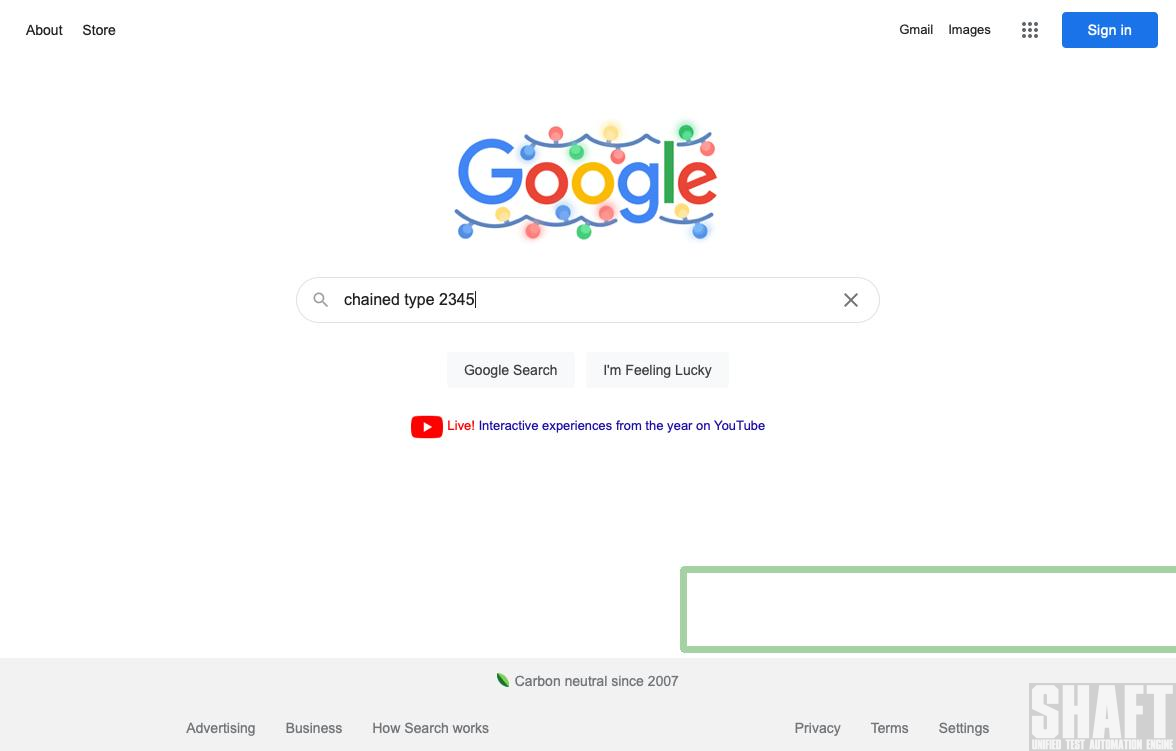 About Store
Gmail Images Sign in
Google
chained type 2345
Google Search I'm Feeling Lucky
Live! Interactive experiences from the year on YouTube
Carbon neutral since 2007
Advertising Business How Search works
Privacy Terms Settings
SHAFT
UNIFIED TEST AUTOMATION ENGINE